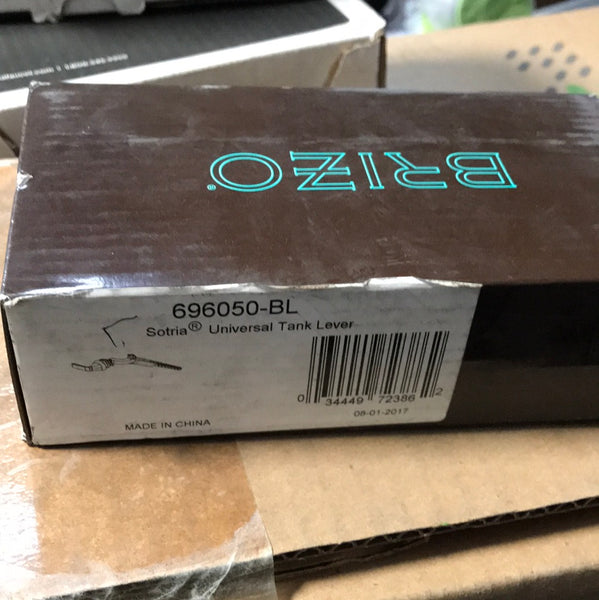 BRIZO®
696050-BL
Sotria® Universal Tank Lever
0 34449 72386 2
08-01-2017
MADE IN CHINA